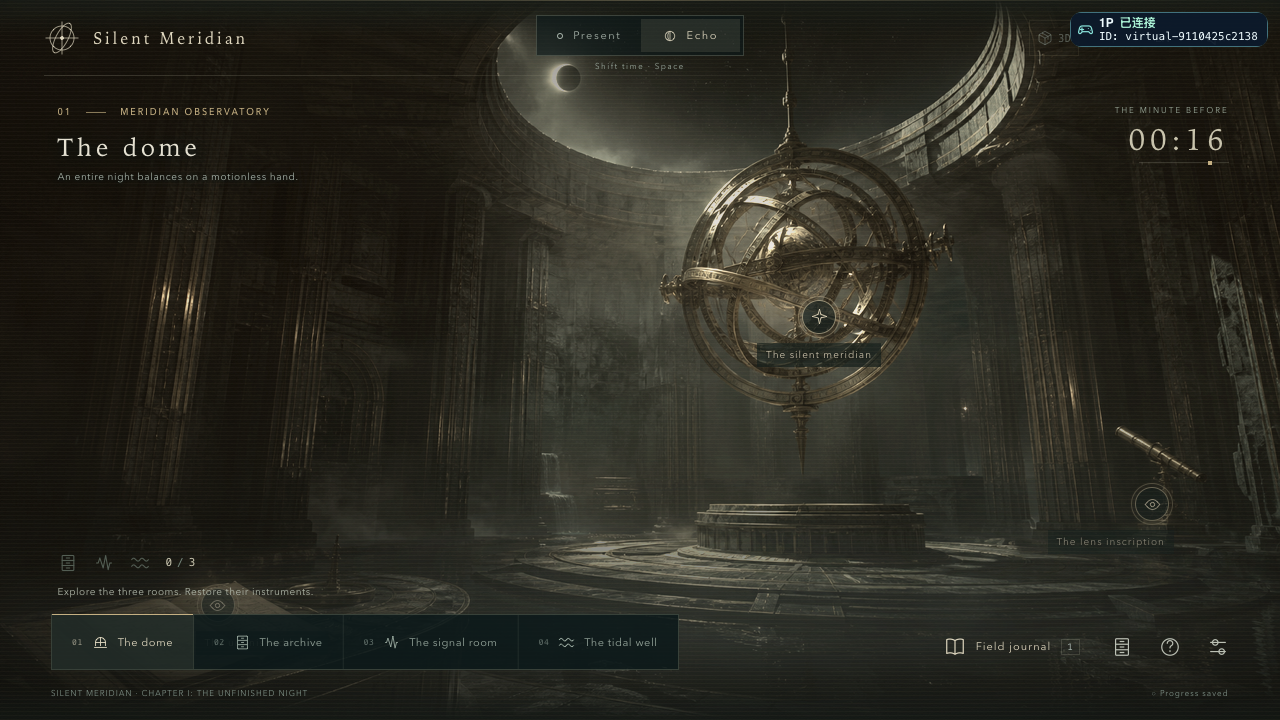 Silent Meridian
Present
Echo
Shift time · Space
3D
1P 已连接
ID: virtual-9110425c2138
01 — MERIDIAN OBSERVATORY
The dome
An entire night balances on a motionless hand.
THE MINUTE BEFORE
00:16
The silent meridian
The lens inscription
0 / 3
Explore the three rooms. Restore their instruments.
01 The dome
02 The archive
03 The signal room
04 The tidal well
Field journal 1
SILENT MERIDIAN · CHAPTER I: THE UNFINISHED NIGHT
Progress saved